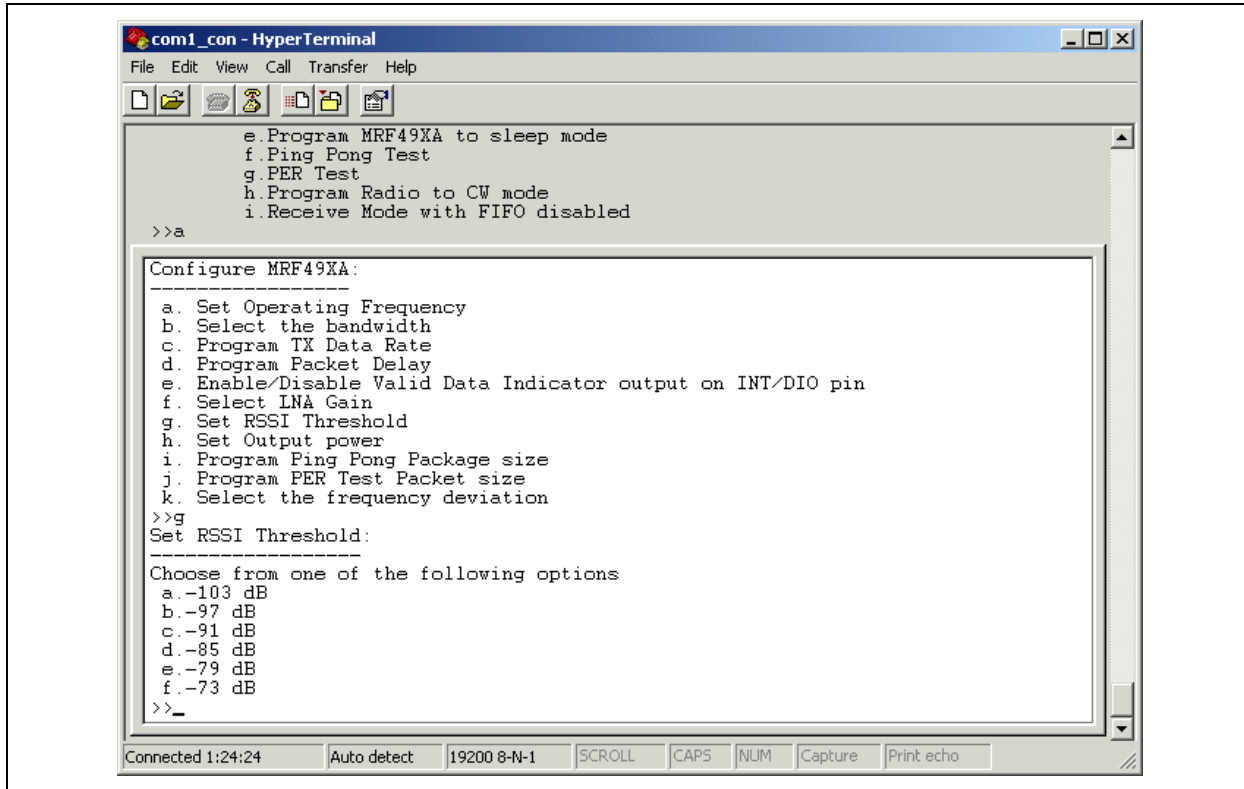 com1_con - HyperTerminal
File Edit View Call Transfer Help
e.Program MRF49XA to sleep mode
f.Ping Pong Test
g.PER Test
h.Program Radio to CW mode
i.Receive Mode with FIFO disabled
>>a
Configure MRF49XA:
------------------
a. Set Operating Frequency
b. Select the bandwidth
c. Program TX Data Rate
d. Program Packet Delay
e. Enable/Disable Valid Data Indicator output on INT/DIO pin
f. Select LNA Gain
g. Set RSSI Threshold
h. Set Output power
i. Program Ping Pong Package size
j. Program PER Test Packet size
k. Select the frequency deviation
>>g
Set RSSI Threshold:
-------------------
Choose from one of the following options
a.-103 dB
b.-97 dB
c.-91 dB
d.-85 dB
e.-79 dB
f.-73 dB
>>_
Connected 1:24:24 Auto detect 19200 8-N-1 SCROLL CAPS NUM Capture Print echo